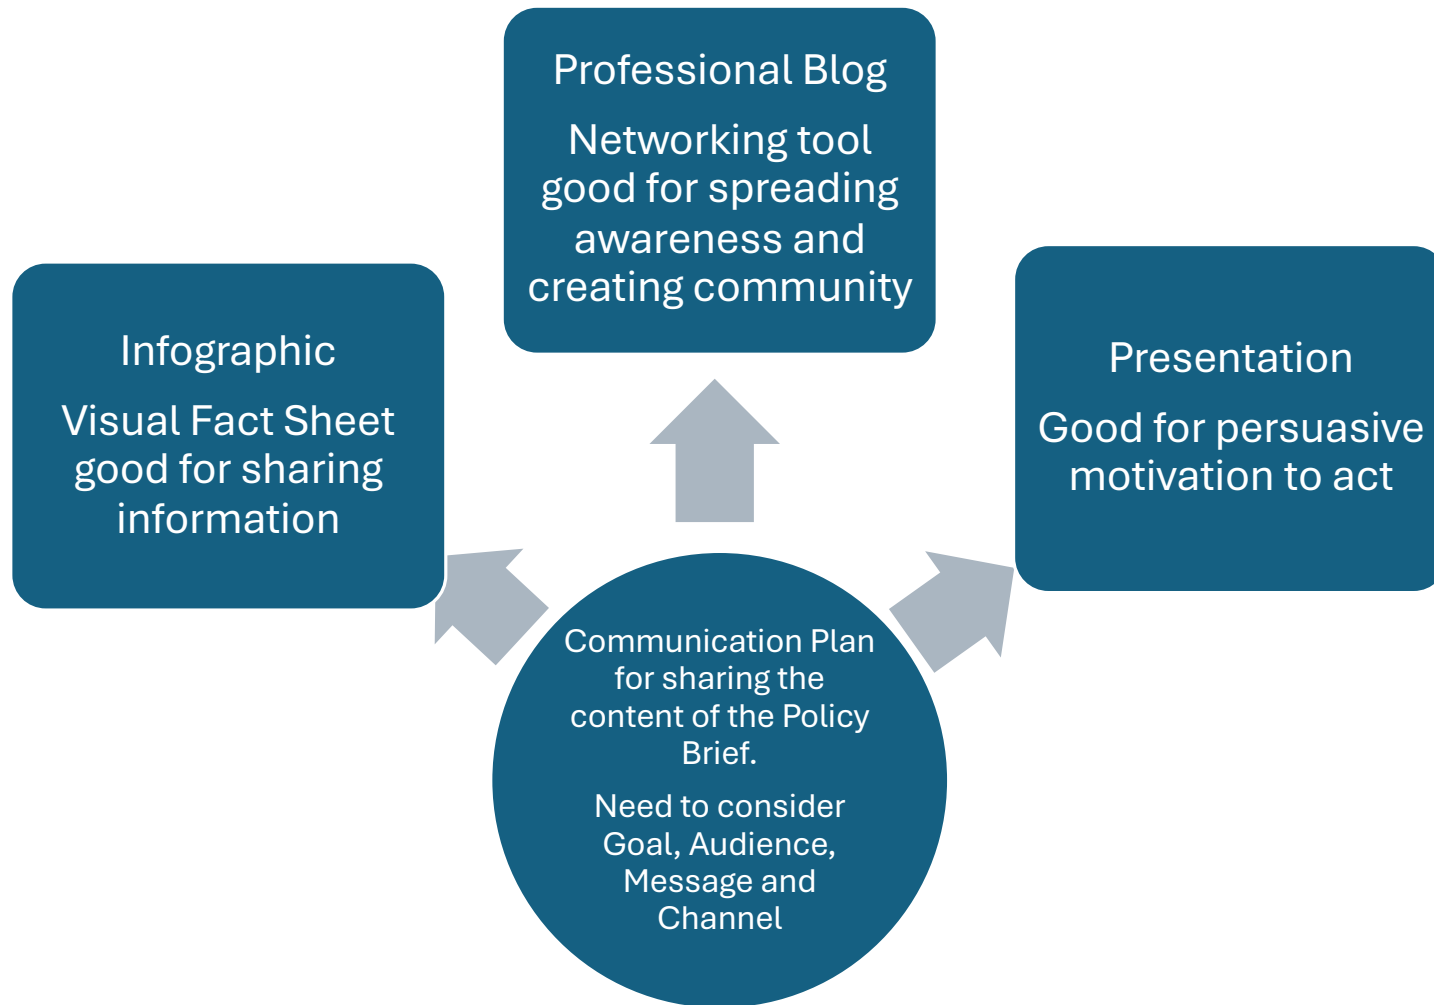 Professional Blog
Networking tool
good for spreading
awareness and
creating community
Infographic
Visual Fact Sheet
good for sharing
information
Presentation
Good for persuasive
motivation to act
Communication Plan
for sharing the
content of the Policy
Brief.
Need to consider
Goal, Audience,
Message and
Channel